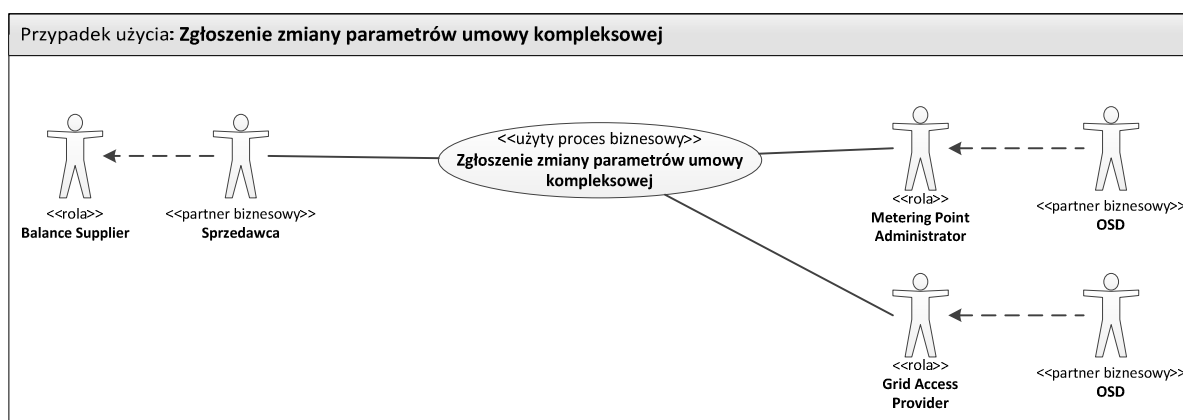 Przypadek użycia: Zgłoszenie zmiany parametrów umowy kompleksowej
<<użyty proces biznesowy>>
Zgłoszenie zmiany parametrów umowy
kompleksowej
<<rola>>
Balance Supplier
<<partner biznesowy>>
Sprzedawca
<<rola>>
Metering Point
Administrator
<<partner biznesowy>>
OSD
<<rola>>
Grid Access
Provider
<<partner biznesowy>>
OSD